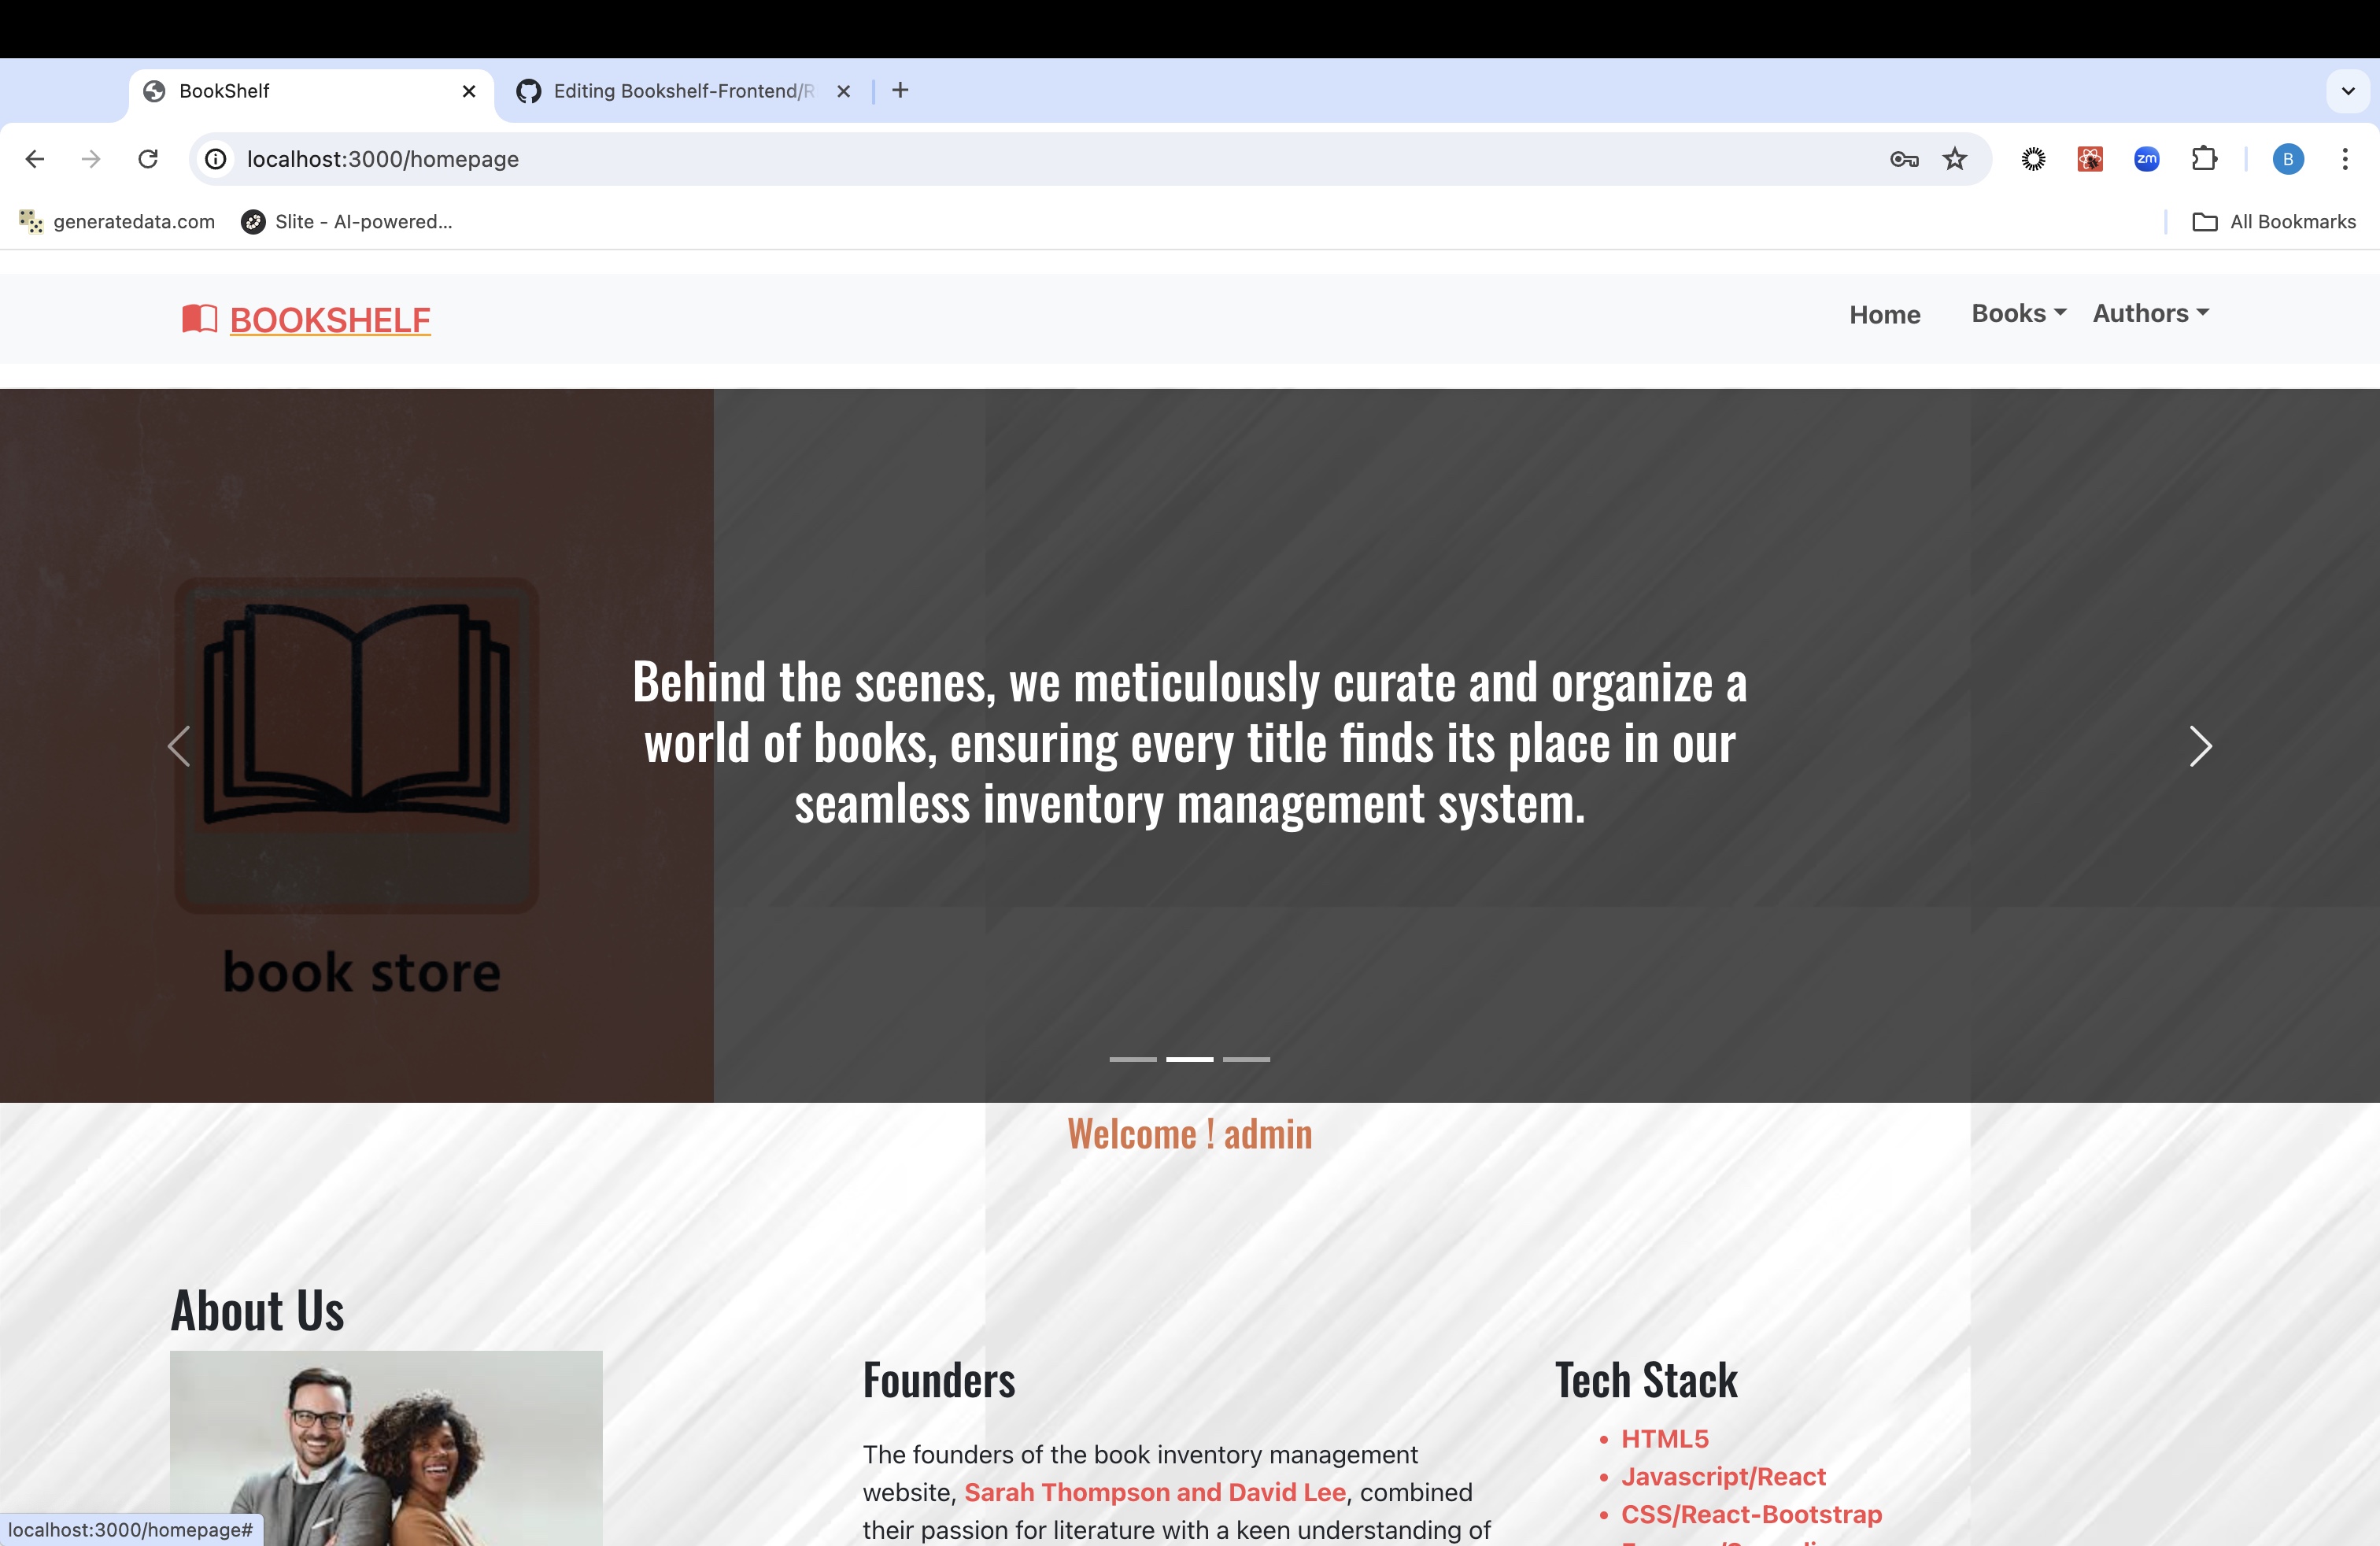 BookShelf
Editing Bookshelf-Frontend/R
localhost:3000/homepage
zm
B
generatedata.com
Slite - AI-powered...
All Bookmarks
BOOKSHELF
Home
Books
Authors
Behind the scenes, we meticulously curate and organize a
world of books, ensuring every title finds its place in our
seamless inventory management system.
book store
Welcome ! admin
About Us
Founders
The founders of the book inventory management
website, Sarah Thompson and David Lee, combined
their passion for literature with a keen understanding of
Tech Stack
HTML5
Javascript/React
CSS/React-Bootstrap
localhost:3000/homepage#